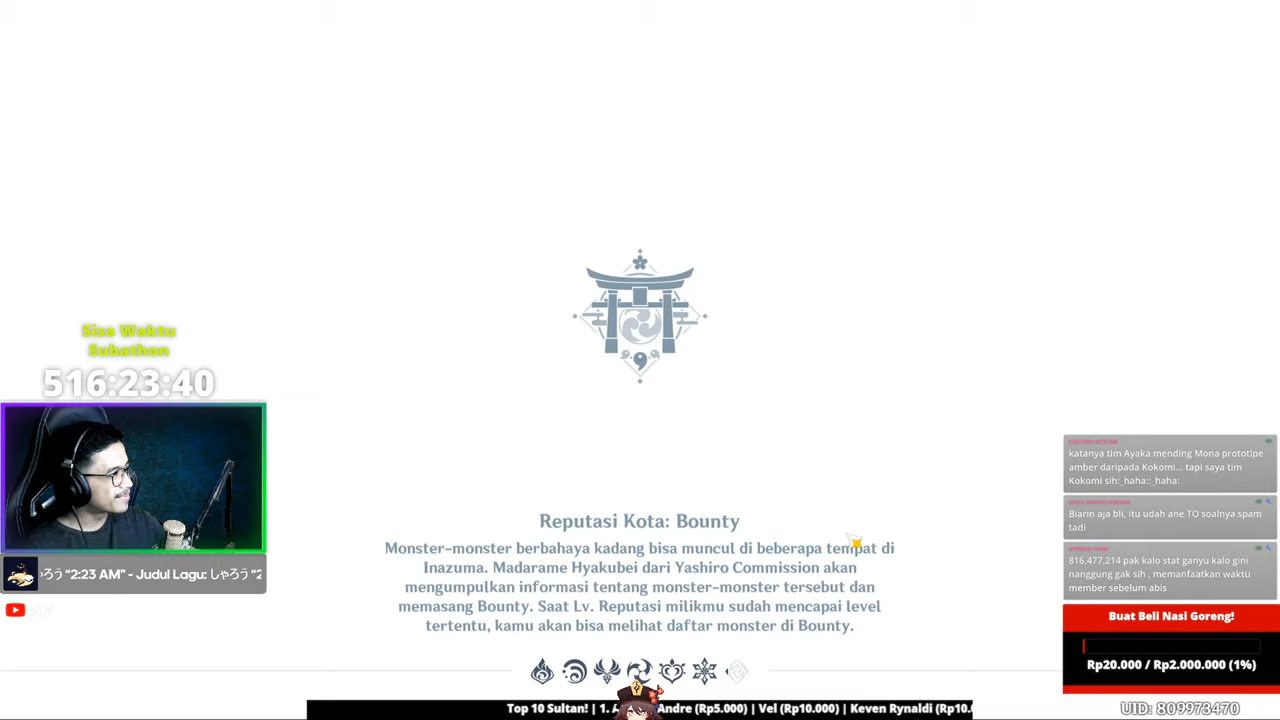 Sisa Waktu
Subathon
516:23:40
ろう “2:23 AM” - Judul Lagu: しゃろう “2
Reputasi Kota: Bounty
Monster-monster berbahaya kadang bisa muncul di beberapa tempat di
Inazuma. Madarame Hyakubei dari Yashiro Commission akan
mengumpulkan informasi tentang monster-monster tersebut dan
memasang Bounty. Saat Lv. Reputasi milikmu sudah mencapai level
tertentu, kamu akan bisa melihat daftar monster di Bounty.
katanya tim Ayaka mending Mona prototipe
amber daripada Kokomi... tapi saya tim
Kokomi sih:_haha::_haha:
Biarin aja bli, itu udah ane TO soalnya spam
tadi
816,477,214 pak kalo stat ganyu kalo gini
nanggung gak sih , memanfaatkan waktu
member sebelum abis
Buat Beli Nasi Goreng!
Rp20.000 / Rp2.000.000 (1%)
Top 10 Sultan! | 1. A Andre (Rp5.000) | Vel (Rp10.000) | Keven Rynaldi (Rp10.
UID: 809973470